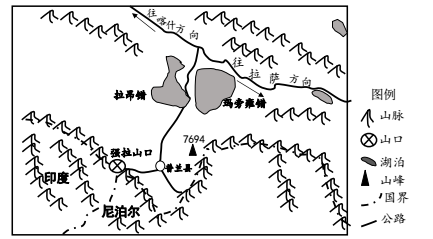 往喀什方向
往拉萨方向
拉昂错
玛旁雍错
7694
强拉山口
普兰县
印度
尼泊尔
图例
山脉
山口
湖泊
山峰
国界
公路